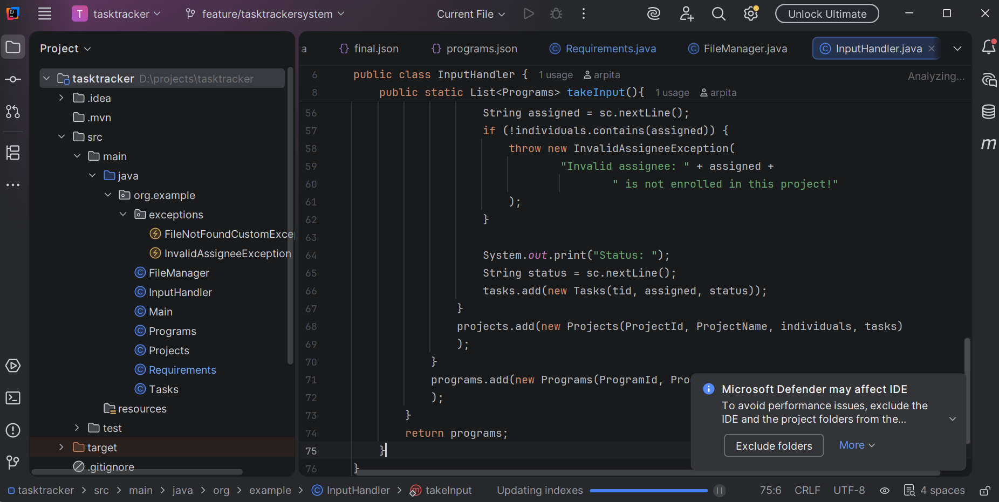 T tasktracker feature/tasktrackersystem Current File Unlock Ultimate
Project
tasktracker D:\projects\tasktracker
.idea
.mvn
src
main
java
org.example
exceptions
FileNotFoundCustomExce
InvalidAssigneeException
FileManager
InputHandler
Main
Programs
Projects
Requirements
Tasks
resources
test
target
.gitignore
a final.json programs.json Requirements.java FileManager.java InputHandler.java
6 public class InputHandler { 1 usage arpita Analyzing...
8 public static List<Programs> takeInput(){ 1 usage arpita
56 String assigned = sc.nextLine();
57 if (!individuals.contains(assigned)) {
58 throw new InvalidAssigneeException(
59 "Invalid assignee: " + assigned +
60 " is not enrolled in this project!"
61 );
62 }
63
64 System.out.print("Status: ");
65 String status = sc.nextLine();
66 tasks.add(new Tasks(tid, assigned, status));
67 }
68 projects.add(new Projects(ProjectId, ProjectName, individuals, tasks)
69 );
70 }
71 programs.add(new Programs(ProgramId, Pro
72 );
73 }
74 return programs;
75 }
76 }
Microsoft Defender may affect IDE
To avoid performance issues, exclude the
IDE and the project folders from the...
Exclude folders More
tasktracker > src > main > java > org > example > InputHandler > takeInput Updating indexes 75:6 CRLF UTF-8 4 spaces